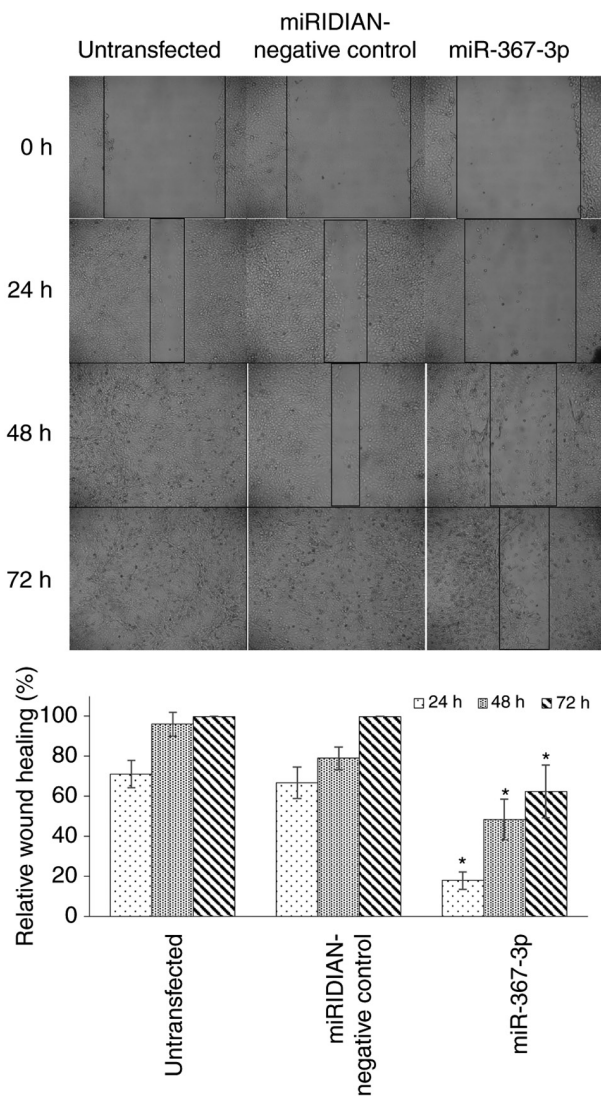 Untransfected
miRIDIAN-
negative control
miR-367-3p
0 h
24 h
48 h
72 h
Relative wound healing (%)
100
80
60
40
20
0
24 h
48 h
72 h
*
*
*
Untransfected
miRIDIAN-
negative control
miR-367-3p